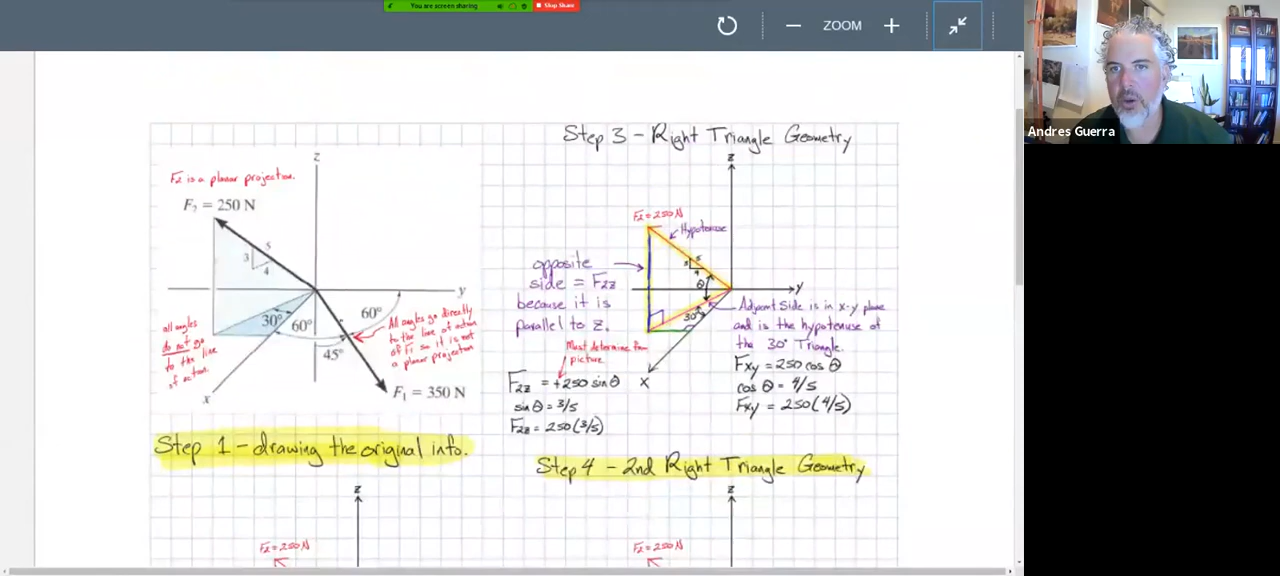 You are screen sharing
Stop Share
ZOOM
Andres Guerra
z
F2 is a planar projection.
F₂ = 250 N
5
3
4
y
60°
30°
60°
45°
All angles go directly
to the line of action
of F1 so it is not
a planar projection
all angles
do not go
to the line
of action
x
F₁ = 350 N
Step 1 - drawing the original info.
z
F2 = 250 N
Step 3 - Right Triangle Geometry
z
F2 = 250 N
Hypotenuse
5
3
4
θ
y
30°
x
opposite
side = F2z
because it is
parallel to z.
Must determine from
picture
F2z = +250 sin θ
sin θ = 3/5
F2z = 250 (3/5)
Adjacent Side is in x-y plane
and is the hypotenuse of
the 30° Triangle.
Fxy = 250 cos θ
cos θ = 4/5
Fxy = 250 (4/5)
Step 4 - 2nd Right Triangle Geometry
z
F2 = 250 N